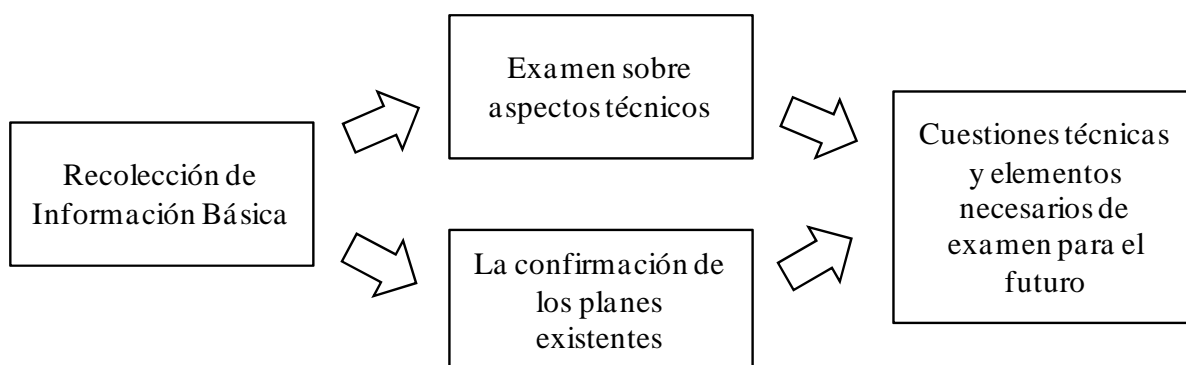 Recolección de
Información Básica
Examen sobre
aspectos técnicos
La confirmación de
los planes
existentes
Cuestiones técnicas
y elementos
necesarios de
examen para el
futuro